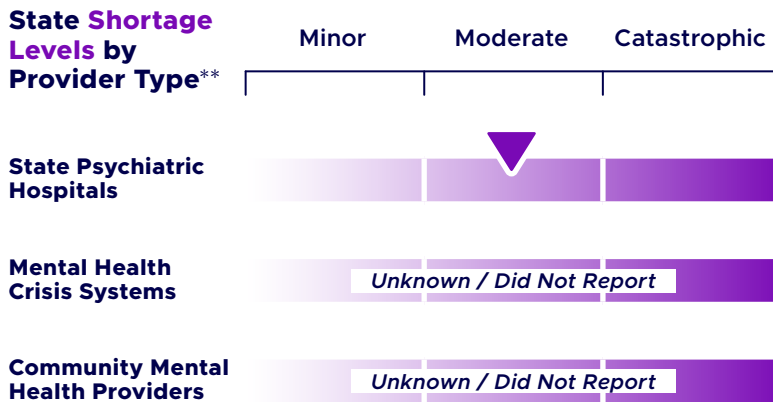 State Shortage
Levels by
Provider Type**
Minor
Moderate
Catastrophic
State Psychiatric
Hospitals
Mental Health
Crisis Systems
Unknown / Did Not Report
Community Mental
Health Providers
Unknown / Did Not Report